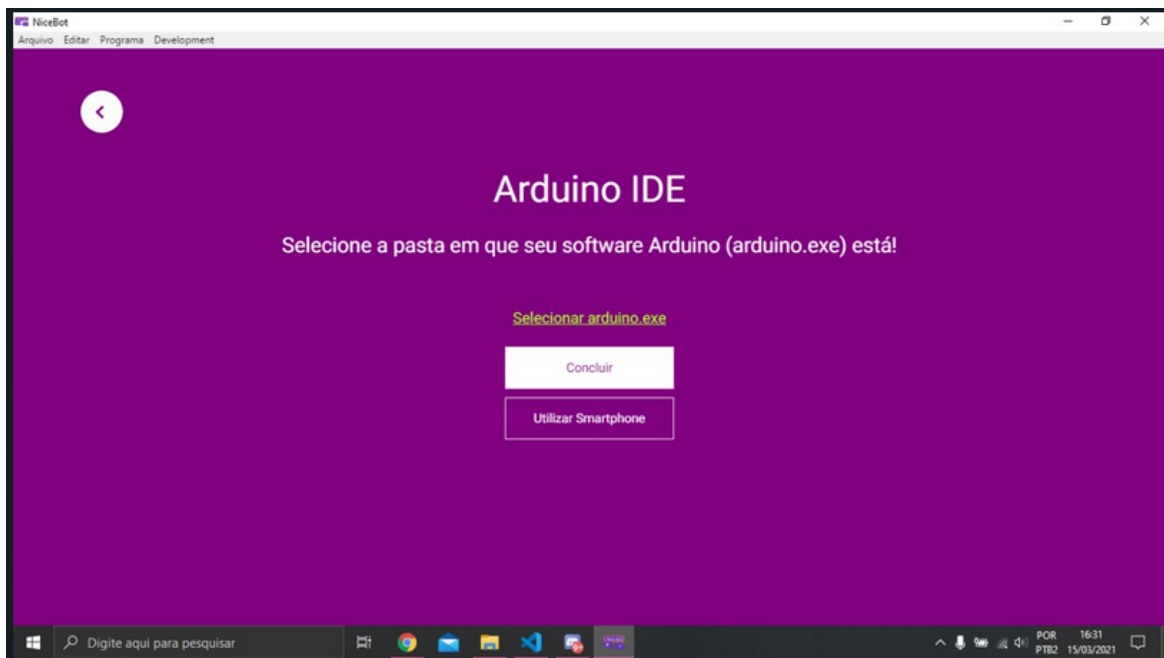 NiceBot
Arquivo Editar Programa Development
Arduino IDE
Selecione a pasta em que seu software Arduino (arduino.exe) está!
Selecionar arduino.exe
Concluir
Utilizar Smartphone
Digite aqui para pesquisar
POR 16:31
PTB2 15/03/2021